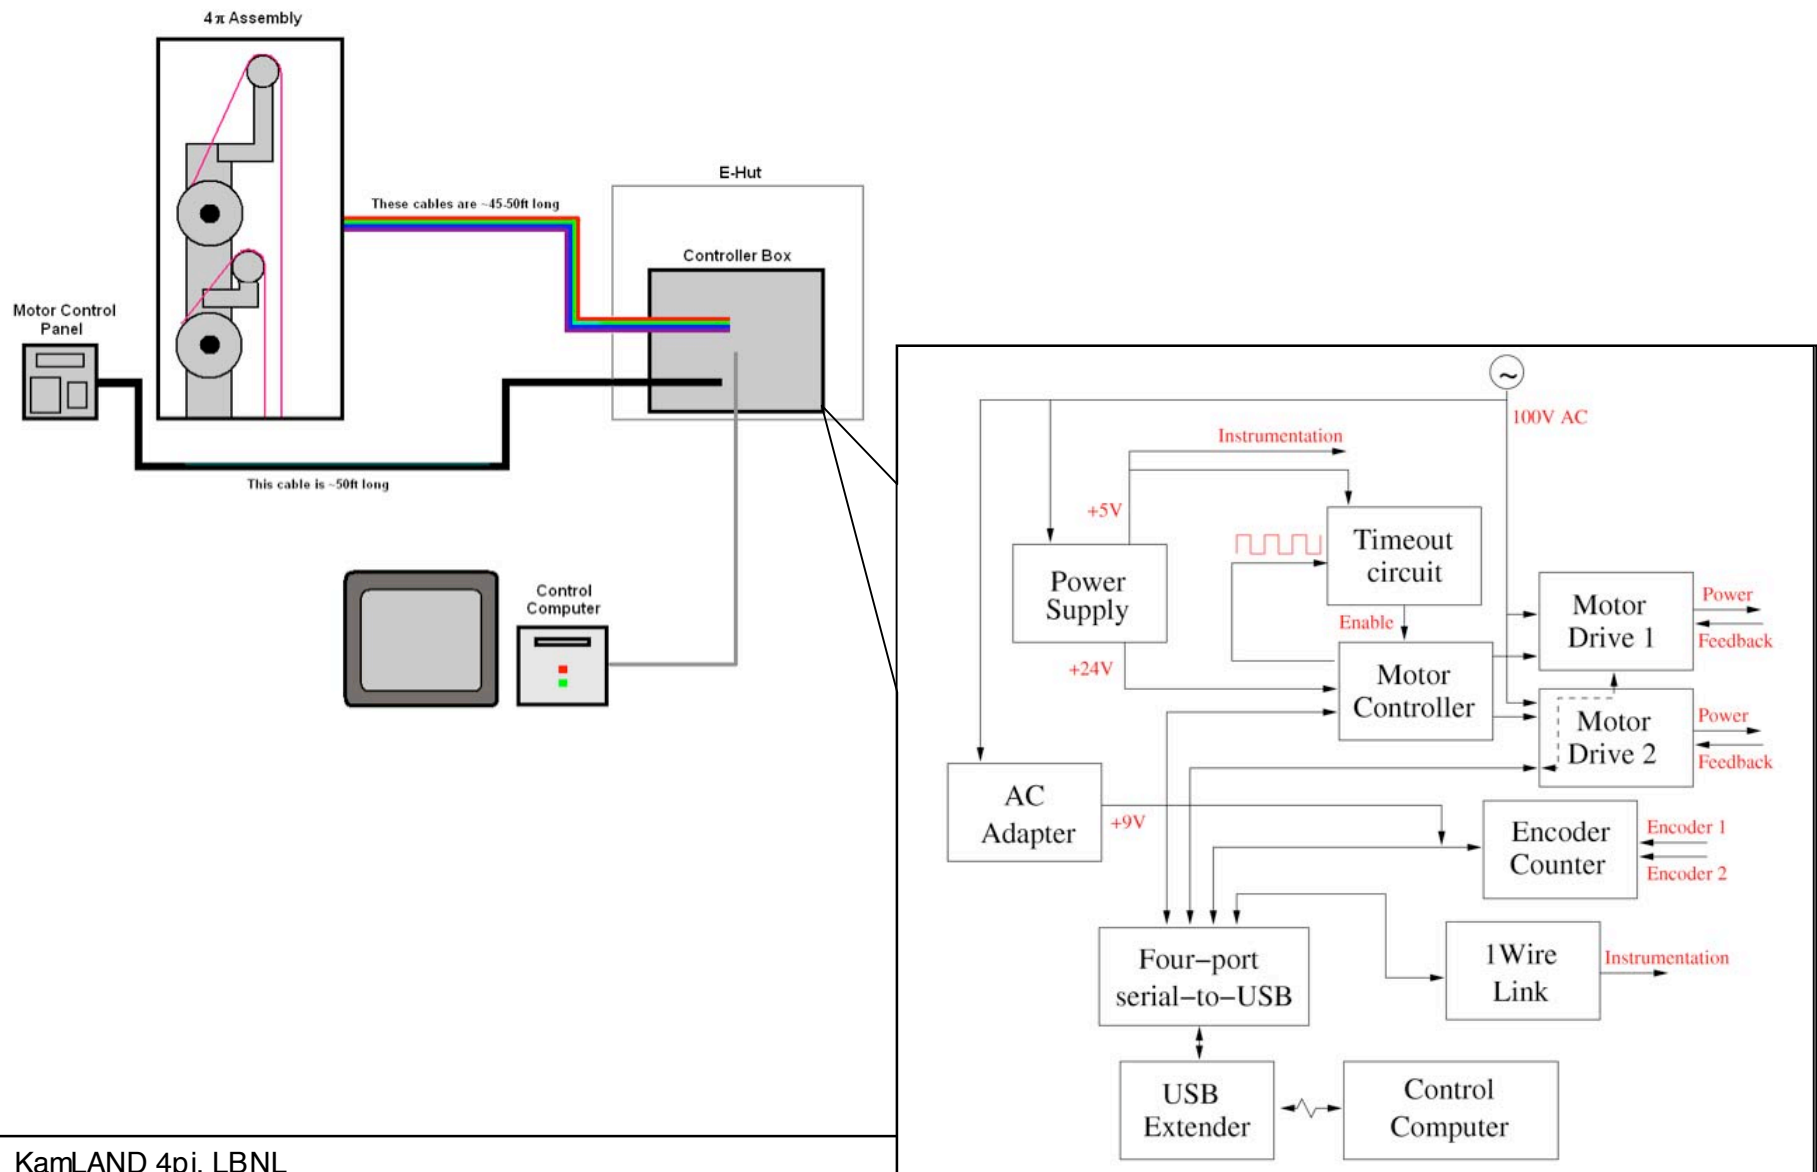 4π Assembly
These cables are ~45-50ft long
E-Hut
Controller Box
Motor Control
Panel
This cable is ~50ft long
Control
Computer
~
100V AC
Instrumentation
+5V
Timeout
circuit
Power
Supply
Enable
+24V
Motor
Controller
Motor
Drive 1
Power
Feedback
Motor
Drive 2
Power
Feedback
AC
Adapter
+9V
Encoder
Counter
Encoder 1
Encoder 2
Four-port
serial-to-USB
1Wire
Link
Instrumentation
USB
Extender
Control
Computer
KamLAND 4pi, LBNL